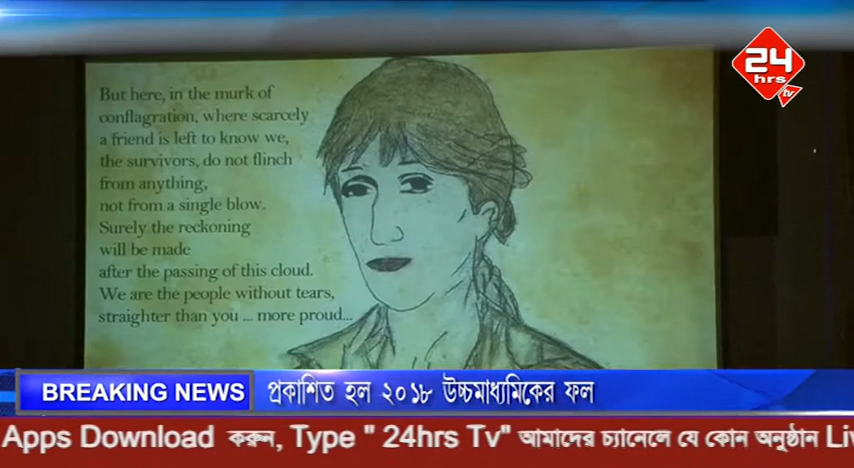 24
hrs
tv
But here, in the murk of
conflagration, where scarcely
a friend is left to know we,
the survivors, do not flinch
from anything,
not from a single blow.
Surely the reckoning
will be made
after the passing of this cloud.
We are the people without tears,
straighter than you ... more proud...
BREAKING NEWS প্রকাশিত হল ২০১৮ উচ্চমাধ্যমিকের ফল
Apps Download করুন, Type " 24hrs Tv" আমাদের চ্যানেলে যে কোন অনুষ্ঠান Liv